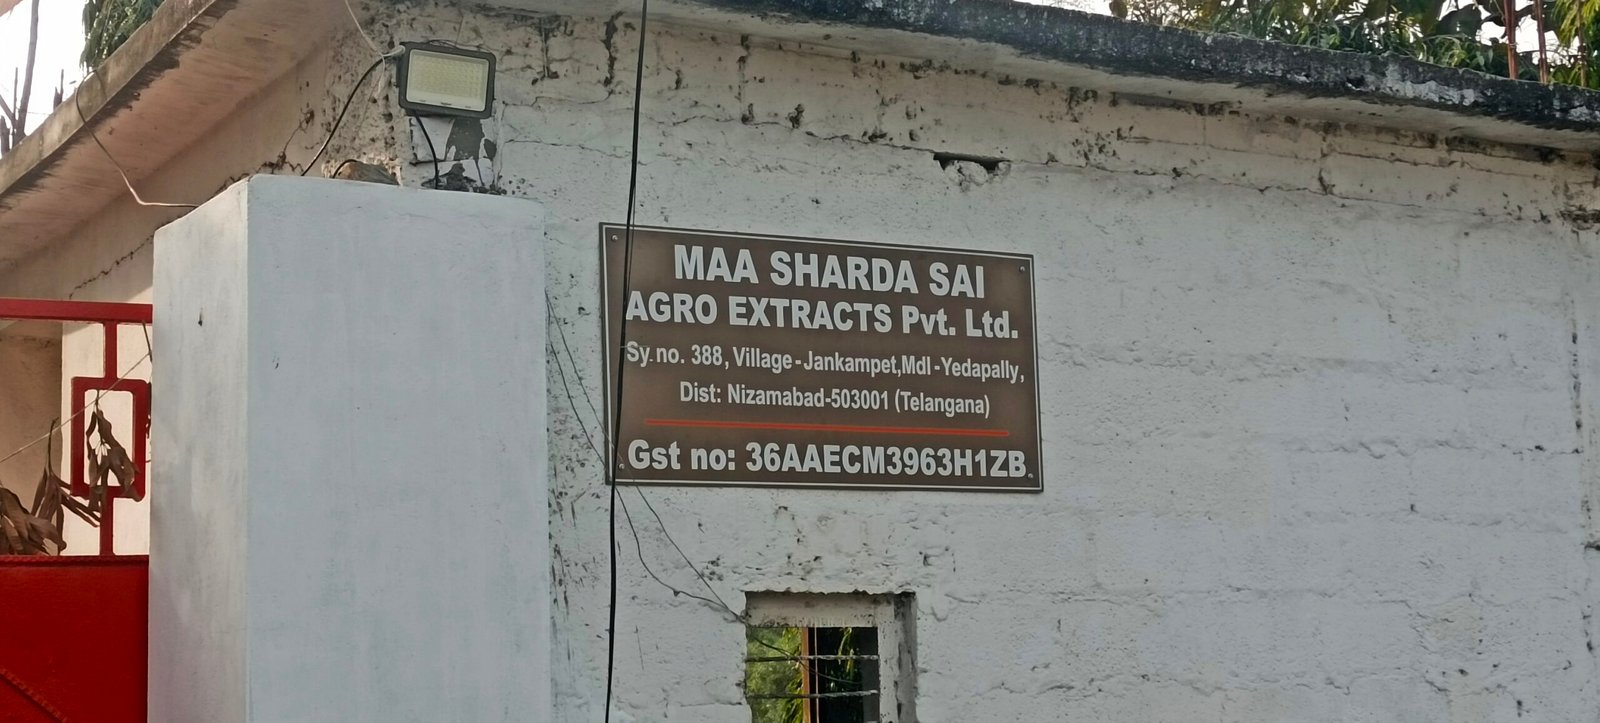 MAA SHARDA SAI
AGRO EXTRACTS Pvt. Ltd.
Sy.no. 388, Village-Jankampet,Mdl-Yedapally,
Dist: Nizamabad-503001 (Telangana)
Gst no: 36AAECM3963H1ZB